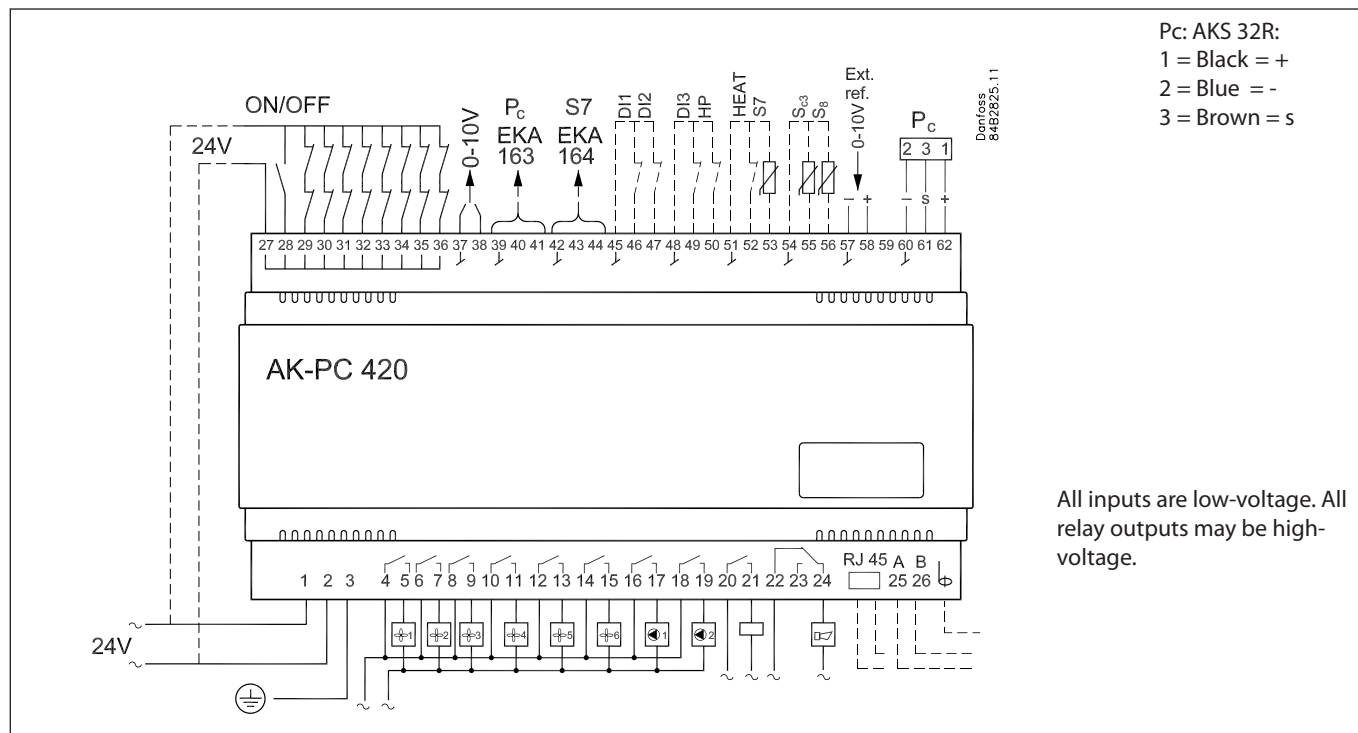 Pc: AKS 32R:
1 = Black = +
2 = Blue = -
3 = Brown = s
Danfoss
84B2825.11
ON/OFF
24V
0-10V
Pc
EKA
163
S7
EKA
164
DI1
DI2
DI3
HP
HEAT
S7
Sc3
S8
Ext.
ref.
0-10V
Pc
2 3 1
– + – s +
27 28 29 30 31 32 33 34 35 36 37 38 39 40 41 42 43 44 45 46 47 48 49 50 51 52 53 54 55 56 57 58 59 60 61 62
AK-PC 420
All inputs are low-voltage. All
relay outputs may be high-
voltage.
RJ 45 A B
1 2 3 4 5 6 7 8 9 10 11 12 13 14 15 16 17 18 19 20 21 22 23 24 25 26
1 2 3 4 5 6 1 2
24V